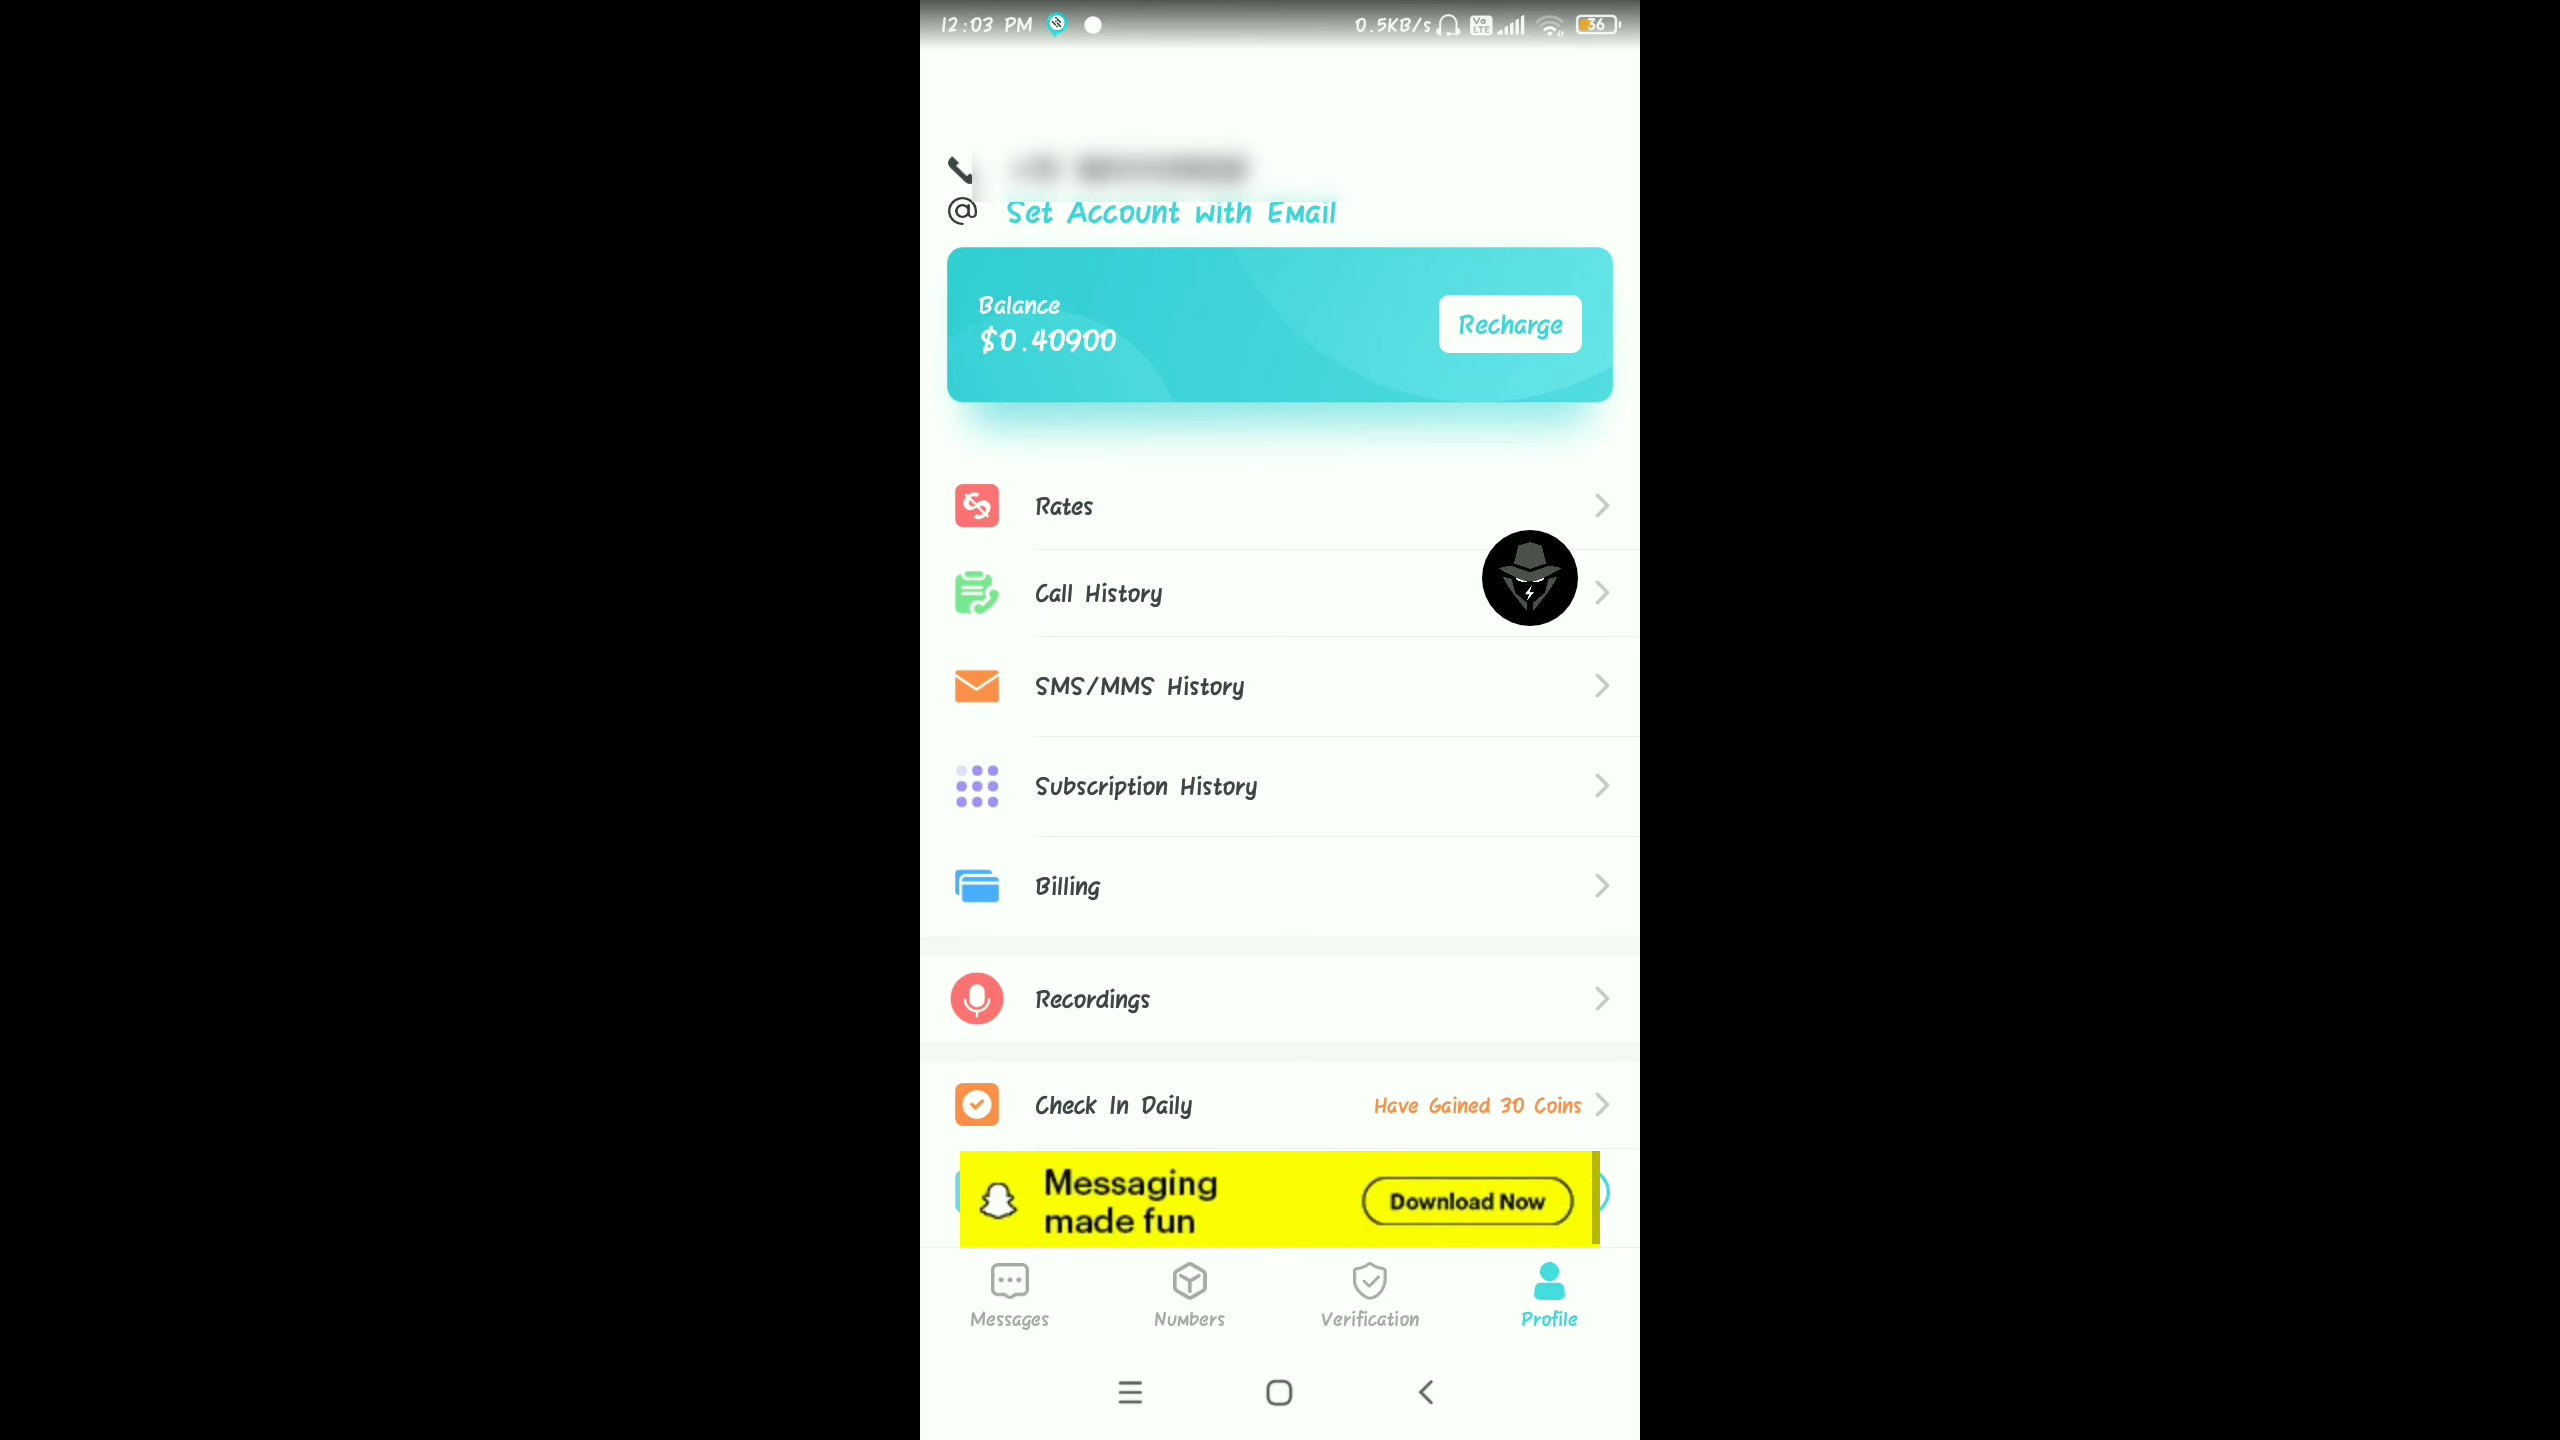 12:03 PM
0.5KB/s
Vo
LTE
36
Set Account with Email
Balance
$0.40900
Recharge
Rates
Call History
SMS/MMS History
Subscription History
Billing
Recordings
Check In Daily
Have Gained 30 Coins
Messaging
made fun
Download Now
Messages
Numbers
Verification
Profile